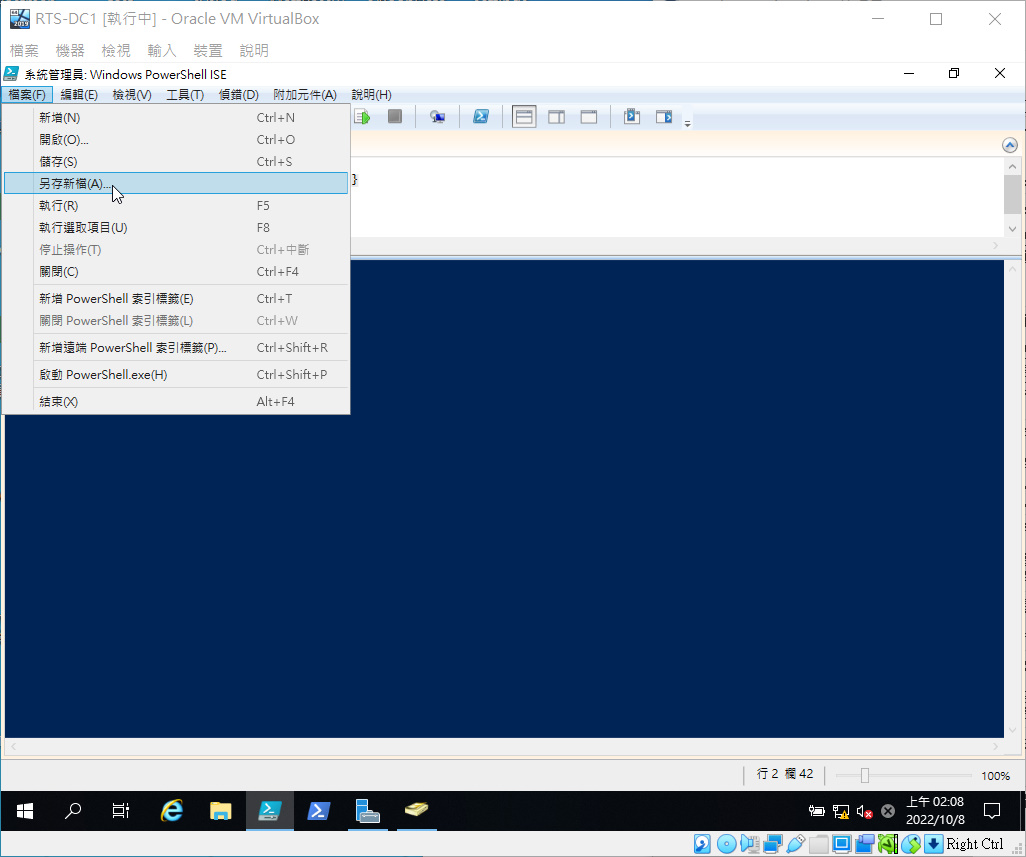 RTS-DC1 [執行中] - Oracle VM VirtualBox
檔案 機器 檢視 輸入 裝置 說明
系統管理員: Windows PowerShell ISE
檔案(F) 編輯(E) 檢視(V) 工具(T) 偵錯(D) 附加元件(A) 說明(H)
新增(N) Ctrl+N
開啟(O)... Ctrl+O
儲存(S) Ctrl+S
另存新檔(A)...
}
執行(R) F5
執行選取項目(U) F8
停止操作(T) Ctrl+中斷
關閉(C) Ctrl+F4
新增 PowerShell 索引標籤(E) Ctrl+T
關閉 PowerShell 索引標籤(L) Ctrl+W
新增遠端 PowerShell 索引標籤(P)... Ctrl+Shift+R
啟動 PowerShell.exe(H) Ctrl+Shift+P
結束(X) Alt+F4
行 2 欄 42 100%
上午 02:08
2022/10/8
Right Ctrl